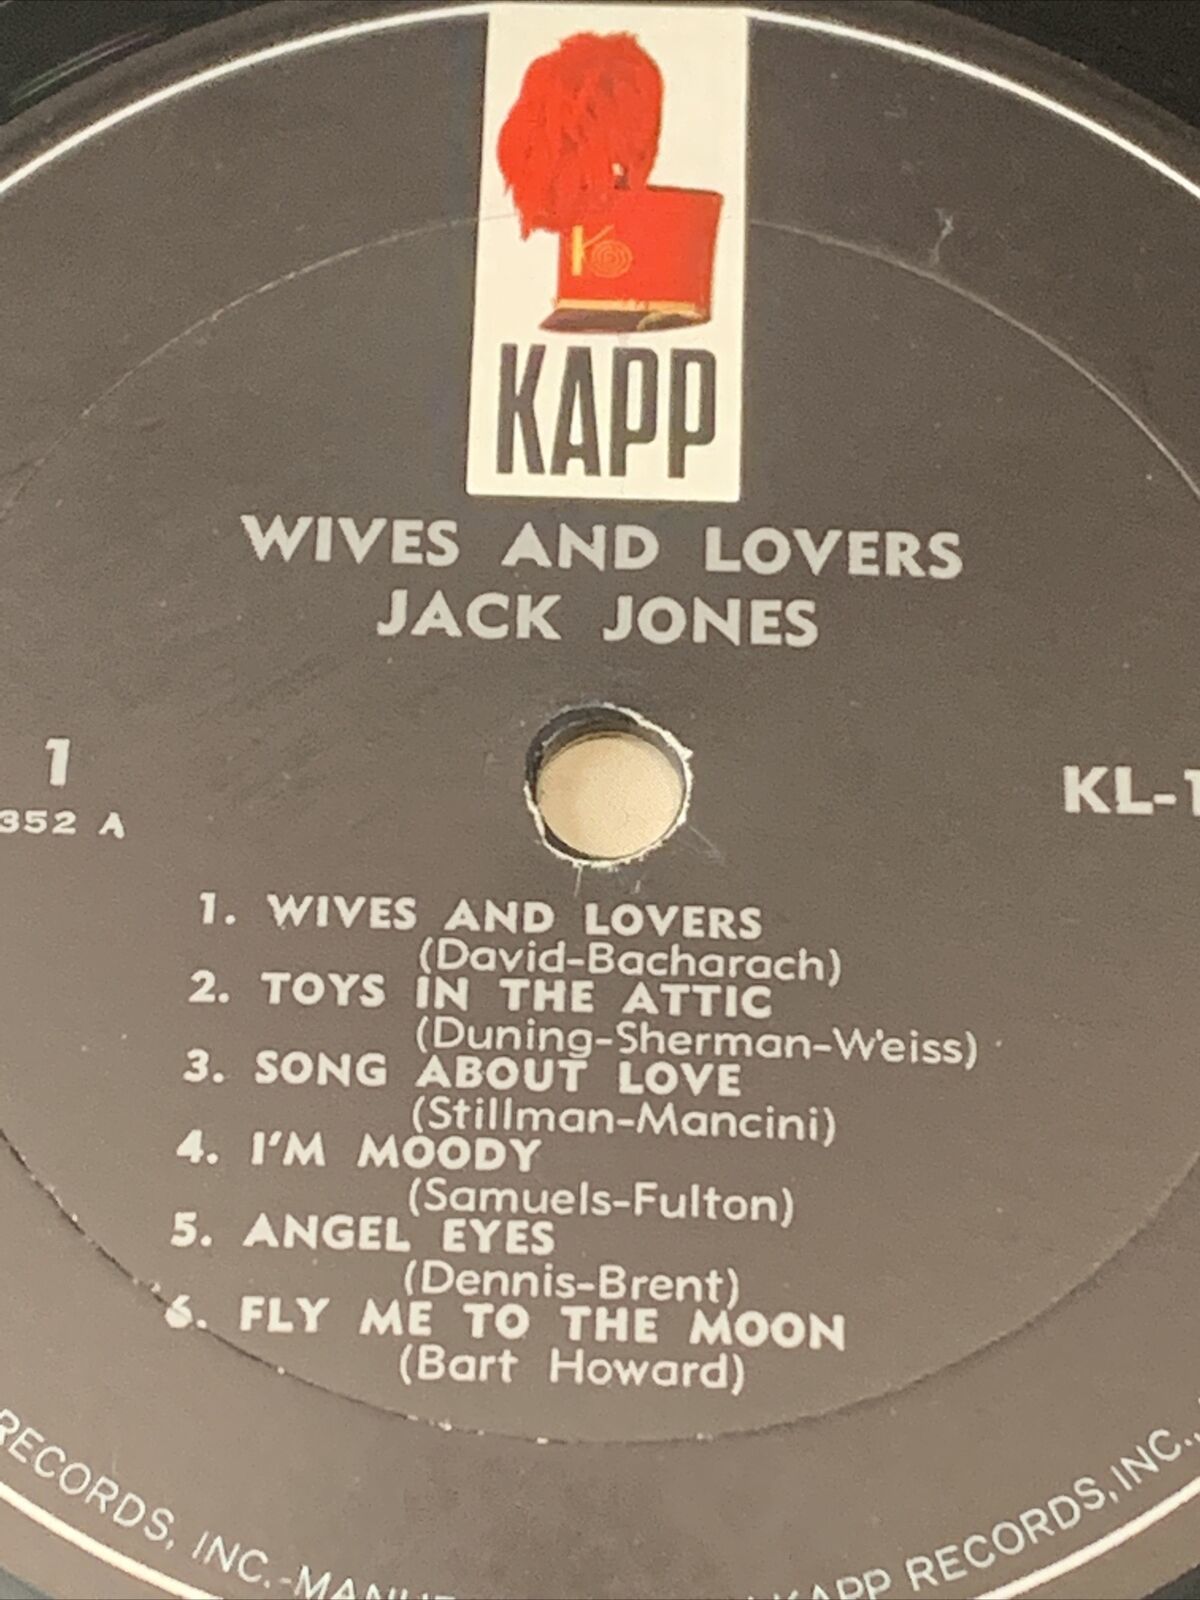 KAPP
WIVES AND LOVERS
JACK JONES
1
352 A
KL-1
1. WIVES AND LOVERS
(David-Bacharach)
2. TOYS IN THE ATTIC
(Duning-Sherman-Weiss)
3. SONG ABOUT LOVE
(Stillman-Mancini)
4. I'M MOODY
(Samuels-Fulton)
5. ANGEL EYES
(Dennis-Brent)
6. FLY ME TO THE MOON
(Bart Howard)
RECORDS, INC.-MANUF
KAPP RECORDS, INC.,